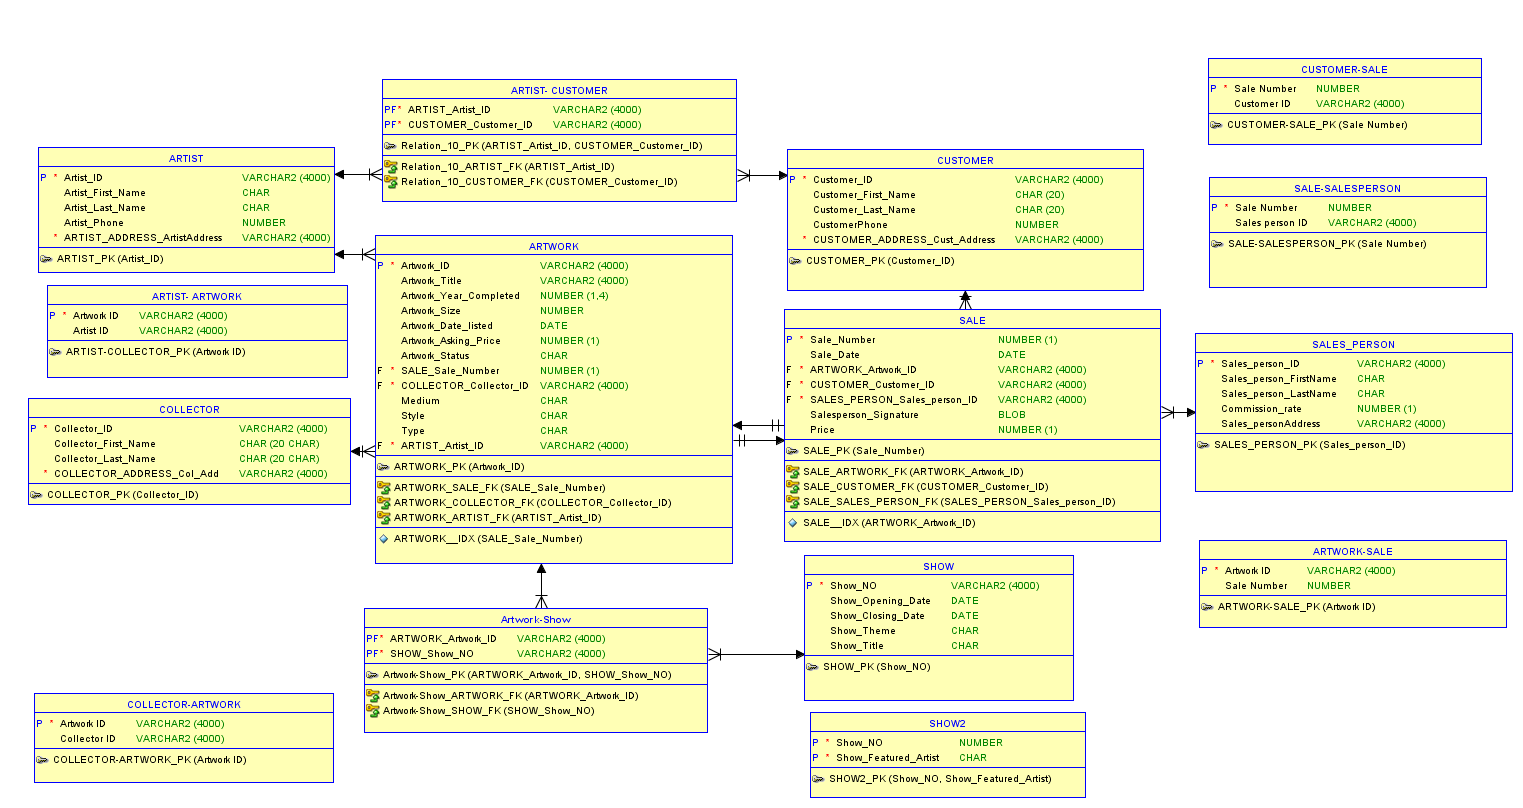 ARTIST- CUSTOMER
PF* ARTIST_Artist_ID VARCHAR2 (4000)
PF* CUSTOMER_Customer_ID VARCHAR2 (4000)
Relation_10_PK (ARTIST_Artist_ID, CUSTOMER_Customer_ID)
Relation_10_ARTIST_FK (ARTIST_Artist_ID)
Relation_10_CUSTOMER_FK (CUSTOMER_Customer_ID)
CUSTOMER-SALE
P * Sale Number NUMBER
Customer ID VARCHAR2 (4000)
CUSTOMER-SALE_PK (Sale Number)
ARTIST
P * Artist_ID VARCHAR2 (4000)
Artist_First_Name CHAR
Artist_Last_Name CHAR
Artist_Phone NUMBER
* ARTIST_ADDRESS_ArtistAddress VARCHAR2 (4000)
ARTIST_PK (Artist_ID)
CUSTOMER
P * Customer_ID VARCHAR2 (4000)
Customer_First_Name CHAR (20)
Customer_Last_Name CHAR (20)
CustomerPhone NUMBER
* CUSTOMER_ADDRESS_Cust_Address VARCHAR2 (4000)
CUSTOMER_PK (Customer_ID)
SALE-SALESPERSON
P * Sale Number NUMBER
Sales person ID VARCHAR2 (4000)
SALE-SALESPERSON_PK (Sale Number)
ARTWORK
P * Artwork_ID VARCHAR2 (4000)
Artwork_Title VARCHAR2 (4000)
Artwork_Year_Completed NUMBER (1,4)
Artwork_Size NUMBER
Artwork_Date_listed DATE
Artwork_Asking_Price NUMBER (1)
Artwork_Status CHAR
F * SALE_Sale_Number NUMBER (1)
F * COLLECTOR_Collector_ID VARCHAR2 (4000)
Medium CHAR
Style CHAR
Type CHAR
F * ARTIST_Artist_ID VARCHAR2 (4000)
ARTWORK_PK (Artwork_ID)
ARTWORK_SALE_FK (SALE_Sale_Number)
ARTWORK_COLLECTOR_FK (COLLECTOR_Collector_ID)
ARTWORK_ARTIST_FK (ARTIST_Artist_ID)
ARTWORK__IDX (SALE_Sale_Number)
ARTIST- ARTWORK
P * Artwork ID VARCHAR2 (4000)
Artist ID VARCHAR2 (4000)
ARTIST-COLLECTOR_PK (Artwork ID)
SALE
P * Sale_Number NUMBER (1)
Sale_Date DATE
F * ARTWORK_Artwork_ID VARCHAR2 (4000)
F * CUSTOMER_Customer_ID VARCHAR2 (4000)
F * SALES_PERSON_Sales_person_ID VARCHAR2 (4000)
Salesperson_Signature BLOB
Price NUMBER (1)
SALE_PK (Sale_Number)
SALE_ARTWORK_FK (ARTWORK_Artwork_ID)
SALE_CUSTOMER_FK (CUSTOMER_Customer_ID)
SALE_SALES_PERSON_FK (SALES_PERSON_Sales_person_ID)
SALE__IDX (ARTWORK_Artwork_ID)
SALES_PERSON
P * Sales_person_ID VARCHAR2 (4000)
Sales_person_FirstName CHAR
Sales_person_LastName CHAR
Commission_rate NUMBER (1)
Sales_personAddress VARCHAR2 (4000)
SALES_PERSON_PK (Sales_person_ID)
COLLECTOR
P * Collector_ID VARCHAR2 (4000)
Collector_First_Name CHAR (20 CHAR)
Collector_Last_Name CHAR (20 CHAR)
* COLLECTOR_ADDRESS_Col_Add VARCHAR2 (4000)
COLLECTOR_PK (Collector_ID)
ARTWORK-SALE
P * Artwork ID VARCHAR2 (4000)
Sale Number NUMBER
ARTWORK-SALE_PK (Artwork ID)
SHOW
P * Show_NO VARCHAR2 (4000)
Show_Opening_Date DATE
Show_Closing_Date DATE
Show_Theme CHAR
Show_Title CHAR
SHOW_PK (Show_NO)
Artwork-Show
PF* ARTWORK_Artwork_ID VARCHAR2 (4000)
PF* SHOW_Show_NO VARCHAR2 (4000)
Artwork-Show_PK (ARTWORK_Artwork_ID, SHOW_Show_NO)
Artwork-Show_ARTWORK_FK (ARTWORK_Artwork_ID)
Artwork-Show_SHOW_FK (SHOW_Show_NO)
COLLECTOR-ARTWORK
P * Artwork ID VARCHAR2 (4000)
Collector ID VARCHAR2 (4000)
COLLECTOR-ARTWORK_PK (Artwork ID)
SHOW2
P * Show_NO NUMBER
P * Show_Featured_Artist CHAR
SHOW2_PK (Show_NO, Show_Featured_Artist)